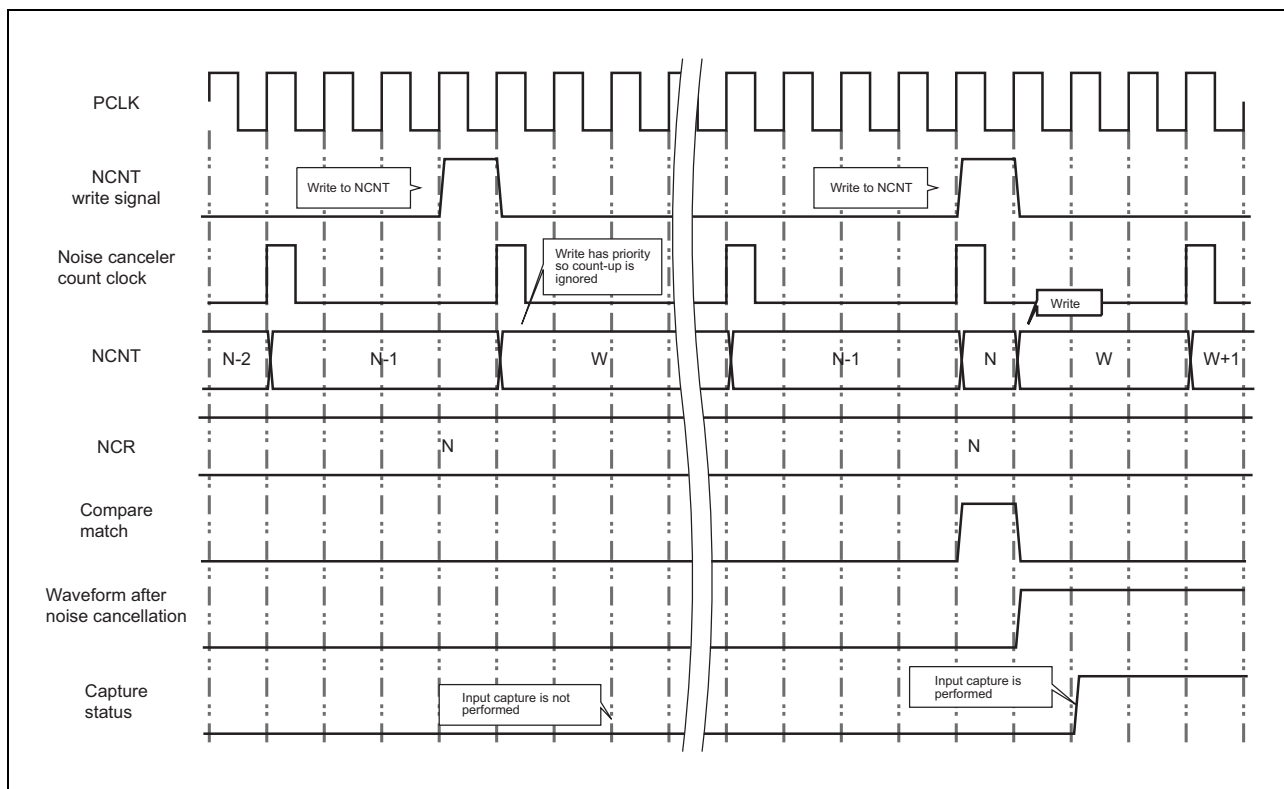 PCLK
NCNT
write signal
Write to NCNT
Write to NCNT
Noise canceler
count clock
Write has priority
so count-up is
ignored
Write
NCNT
N-2
N-1
W
N-1
N
W
W+1
NCR
N
N
Compare
match
Waveform after
noise cancellation
Capture
status
Input capture is not
performed
Input capture is
performed